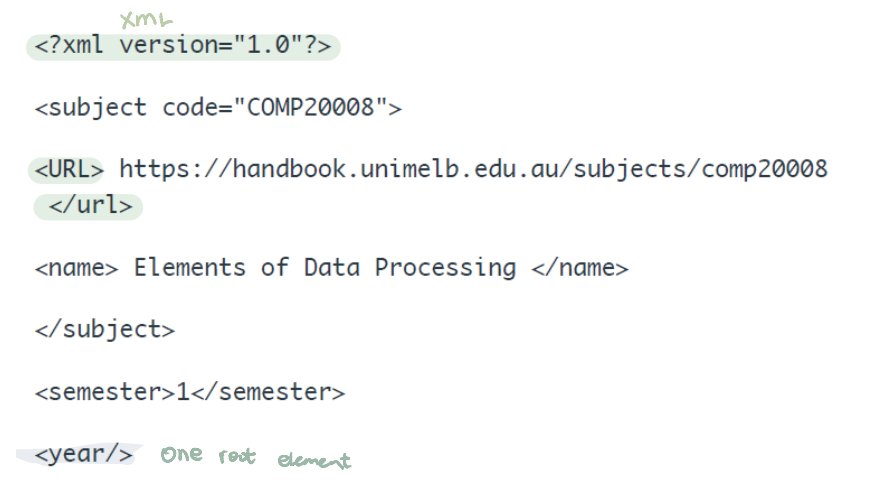 XML
<?xml version="1.0"?>
<subject code="COMP20008">
<URL> https://handbook.unimelb.edu.au/subjects/comp20008
</url>
<name> Elements of Data Processing </name>
</subject>
<semester>1</semester>
<year/> One root element